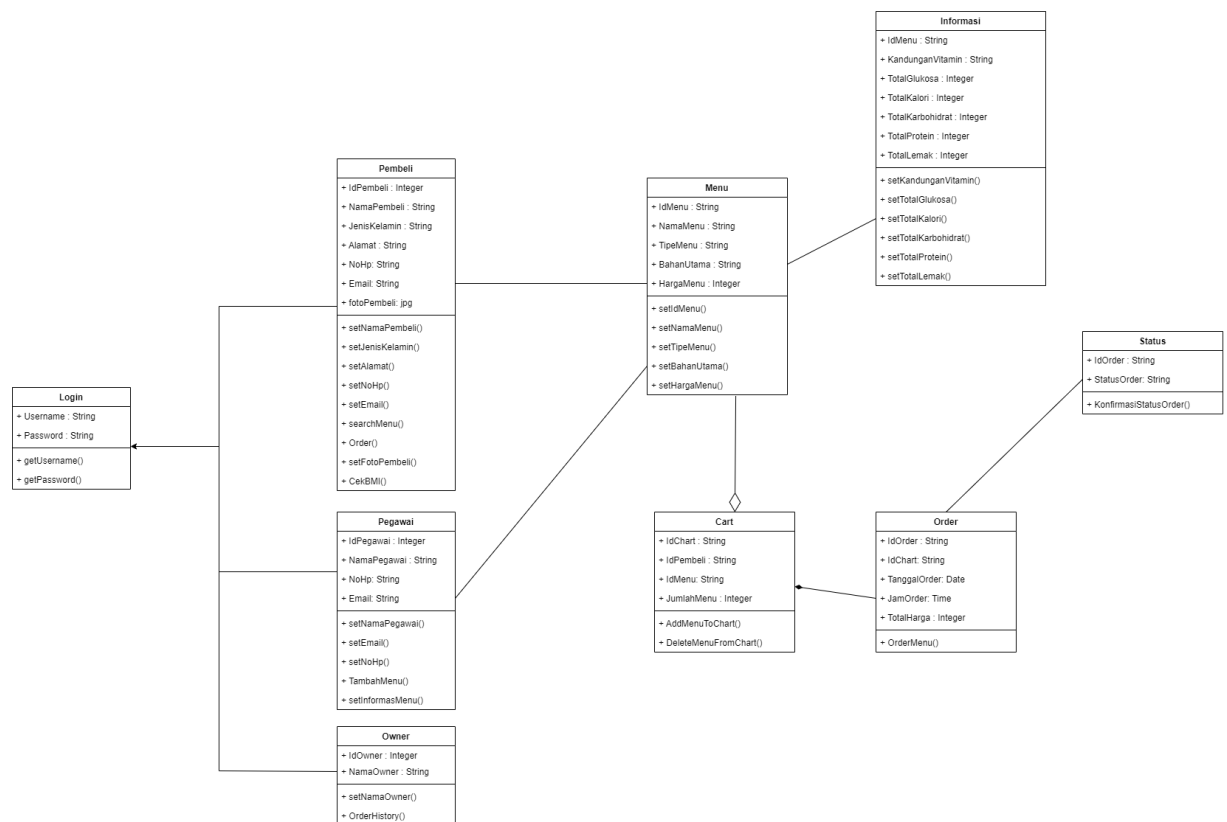 Informasi
+ IdMenu : String
+ KandunganVitamin : String
+ TotalGlukosa : Integer
+ TotalKalori : Integer
+ TotalKarbohidrat : Integer
+ TotalProtein : Integer
+ TotalLemak : Integer
+ setKandunganVitamin()
+ setTotalGlukosa()
+ setTotalKalori()
+ setTotalKarbohidrat()
+ setTotalProtein()
+ setTotalLemak()
Pembeli
+ IdPembeli : Integer
+ NamaPembeli : String
+ JenisKelamin : String
+ Alamat : String
+ NoHp: String
+ Email: String
+ fotoPembeli: jpg
+ setNamaPembeli()
+ setJenisKelamin()
+ setAlamat()
+ setNoHp()
+ setEmail()
+ searchMenu()
+ Order()
+ setFotoPembeli()
+ CekBMI()
Menu
+ IdMenu : String
+ NamaMenu : String
+ TipeMenu : String
+ BahanUtama : String
+ HargaMenu : Integer
+ setIdMenu()
+ setNamaMenu()
+ setTipeMenu()
+ setBahanUtama()
+ setHargaMenu()
Status
+ IdOrder : String
+ StatusOrder: String
+ KonfirmasiStatusOrder()
Login
+ Username : String
+ Password : String
+ getUsername()
+ getPassword()
Pegawai
+ IdPegawai : Integer
+ NamaPegawai : String
+ NoHp: String
+ Email: String
+ setNamaPegawai()
+ setEmail()
+ setNoHp()
+ TambahMenu()
+ setInformasMenu()
Cart
+ IdChart : String
+ IdPembeli : String
+ IdMenu: String
+ JumlahMenu : Integer
+ AddMenuToChart()
+ DeleteMenuFromChart()
Order
+ IdOrder : String
+ IdChart: String
+ TanggalOrder: Date
+ JamOrder: Time
+ TotalHarga : Integer
+ OrderMenu()
Owner
+ IdOwner : Integer
+ NamaOwner : String
+ setNamaOwner()
+ OrderHistory()